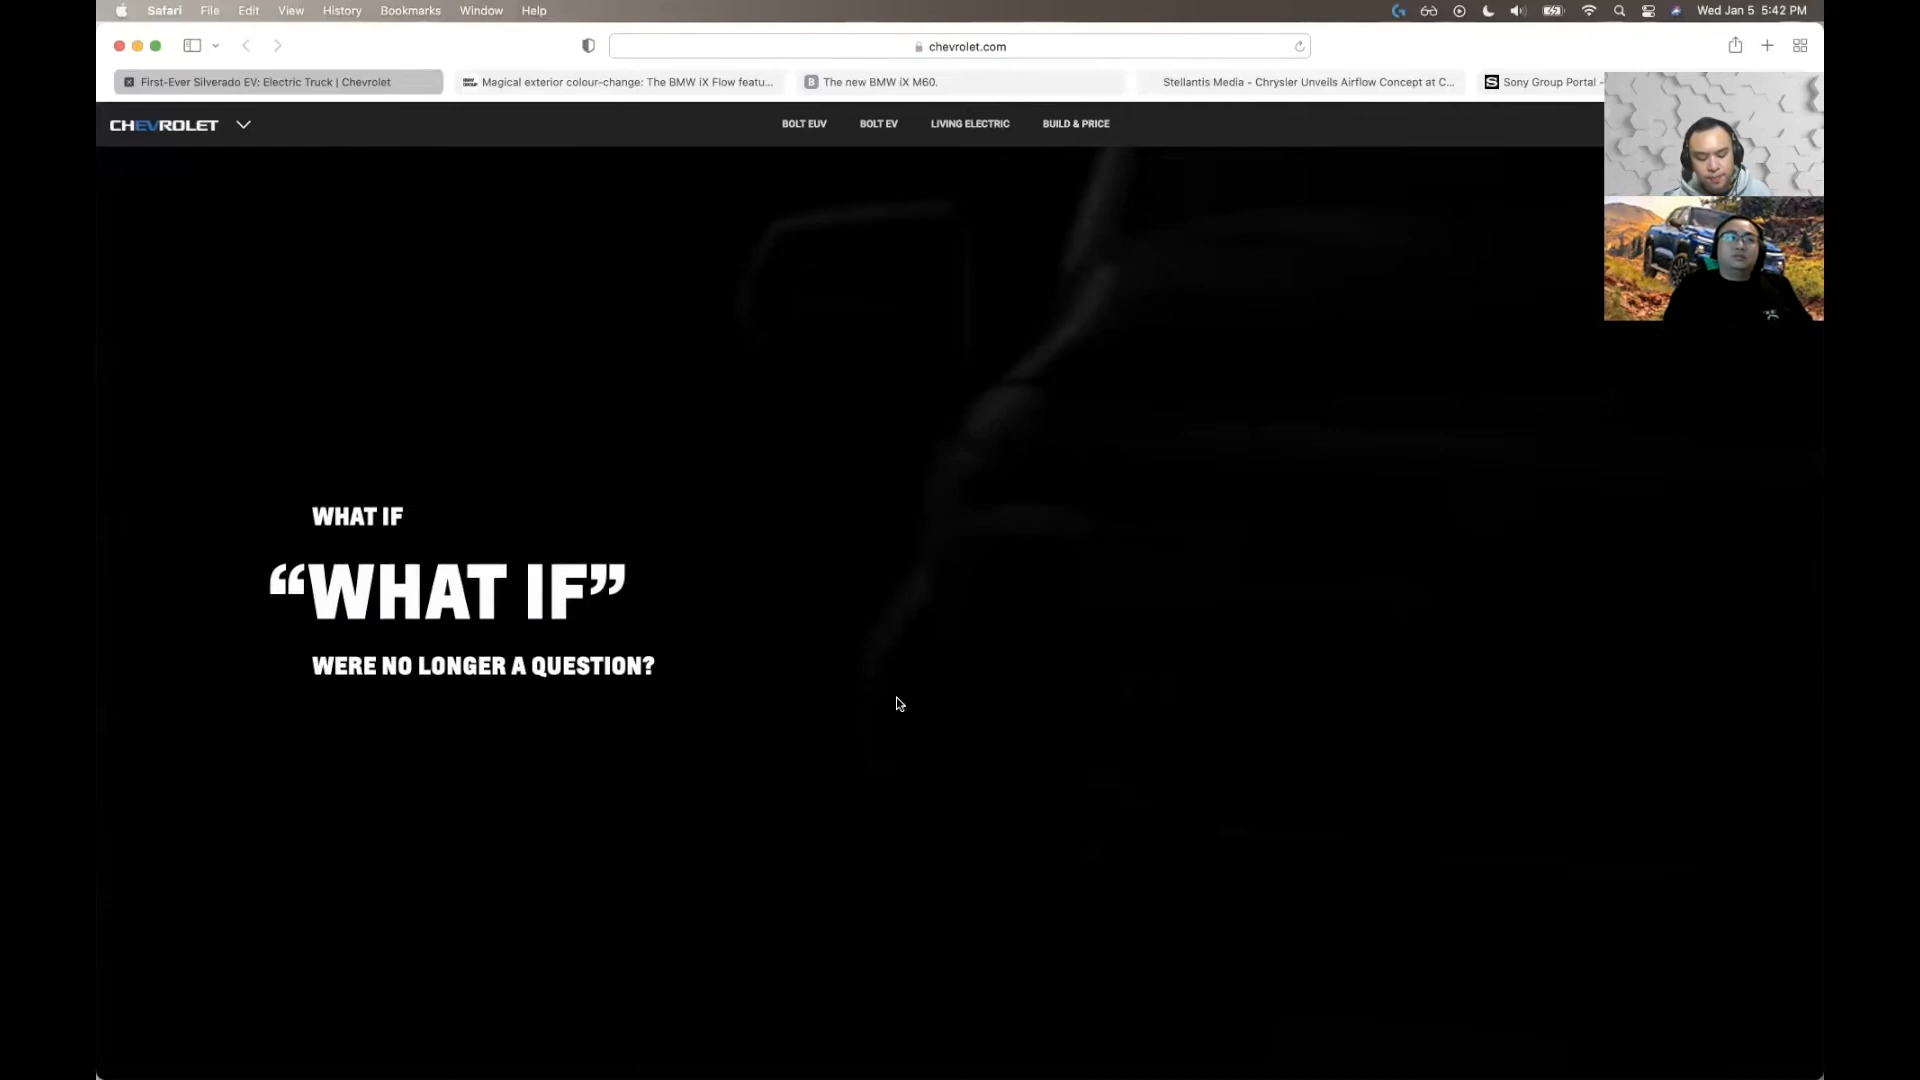 Safari File Edit View History Bookmarks Window Help Wed Jan 5 5:42 PM
chevrolet.com
First-Ever Silverado EV: Electric Truck | Chevrolet
Magical exterior colour-change: The BMW iX Flow featu...
B The new BMW iX M60.
Stellantis Media - Chrysler Unveils Airflow Concept at C...
S Sony Group Portal -
CHEVROLET
BOLT EUV BOLT EV LIVING ELECTRIC BUILD & PRICE
WHAT IF
“WHAT IF”
WERE NO LONGER A QUESTION?